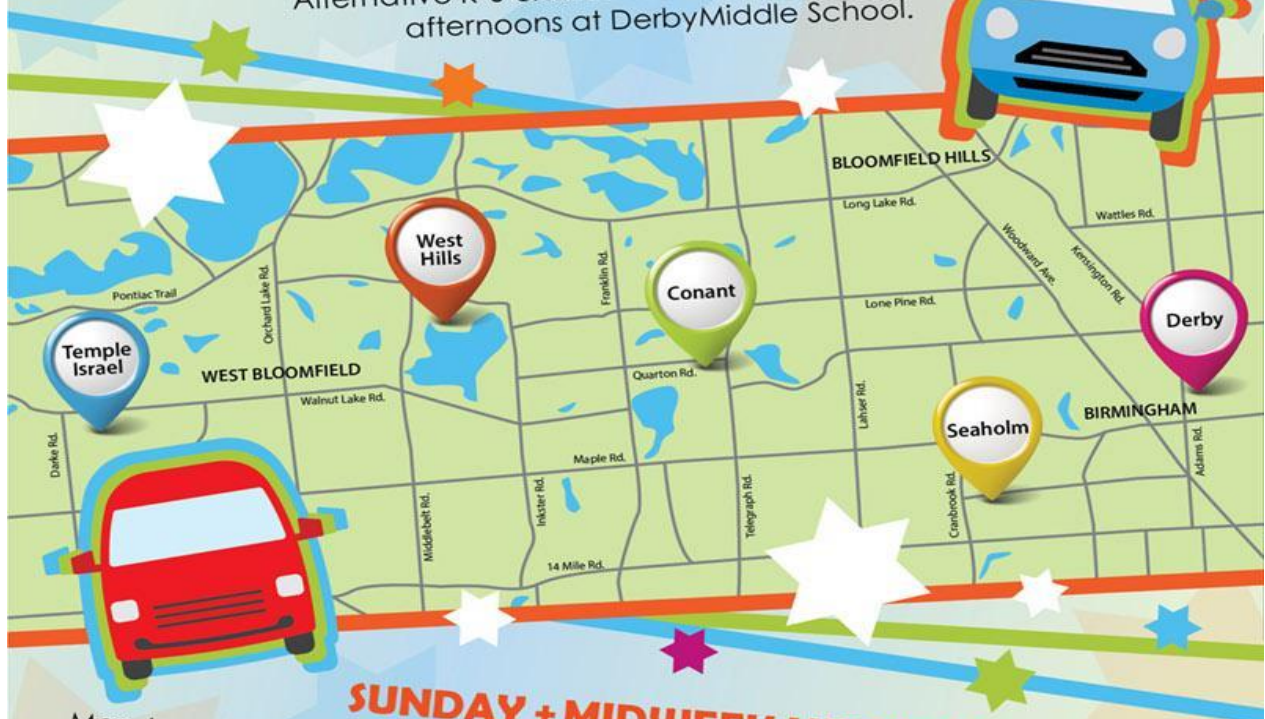 afternoons at DerbyMiddle School.
BLOOMFIELD HILLS
Long Lake Rd.
Wattles Rd.
West
Hills
Franklin Rd.
Woodward Ave.
Kensington Rd.
Orchard Lake Rd.
Pontiac Trail
Conant
Lone Pine Rd.
Derby
Temple
Israel
WEST BLOOMFIELD
Quarton Rd.
Walnut Lake Rd.
Lahser Rd.
BIRMINGHAM
Seaholm
Darke Rd.
Maple Rd.
Adams Rd.
Middlebelt Rd.
Inkster Rd.
Telegraph Rd.
Cranbrook Rd.
14 Mile Rd.
SUNDAY + MIDWEEK